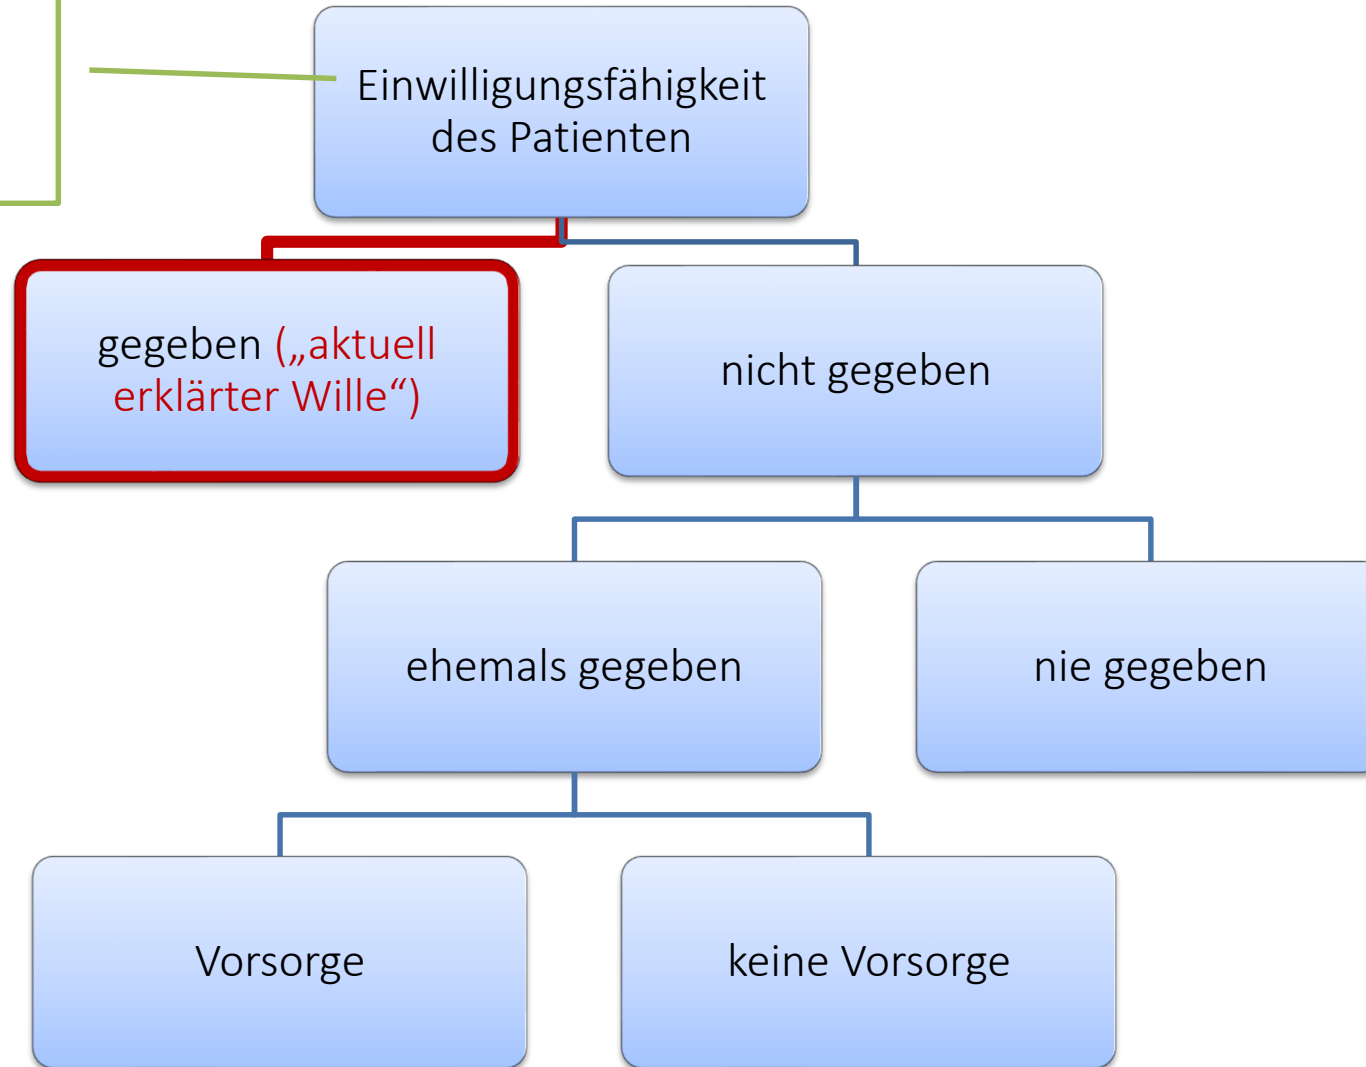 Einwilligungsfähigkeit
des Patienten
gegeben („aktuell
erklärter Wille“)
nicht gegeben
ehemals gegeben
nie gegeben
Vorsorge
keine Vorsorge